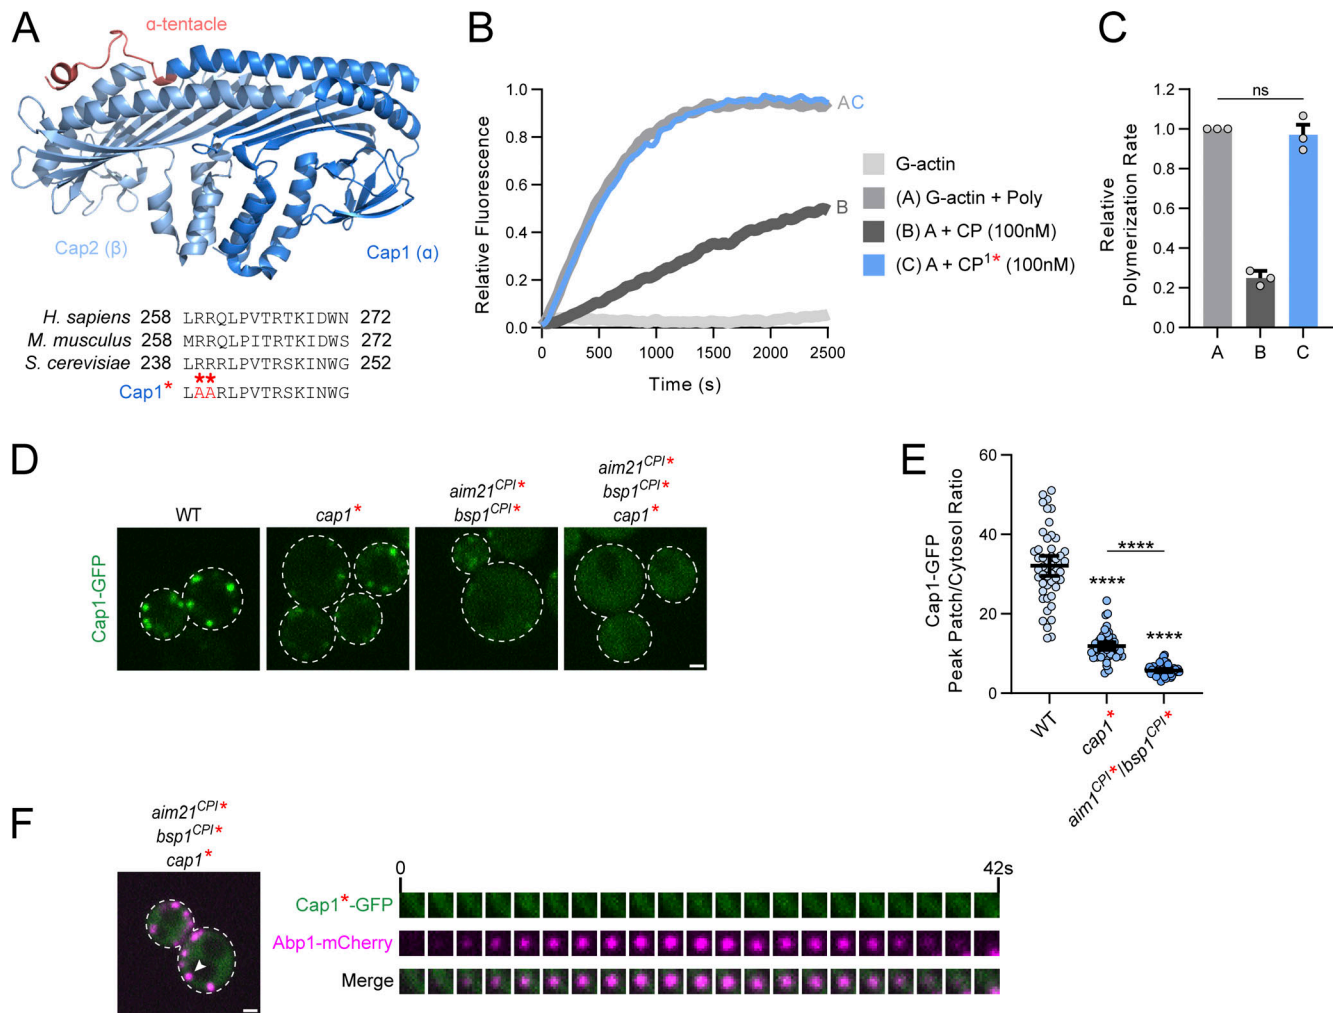 A
α-tentacle
Cap2 (β)
Cap1 (α)
H. sapiens 258 LRRQLPVTRTKIDWN 272
M. musculus 258 MRRQLPITRTKIDWS 272
S. cerevisiae 238 LRRRLPVTRSKINWG 252
**
Cap1* LAARLPVTRSKINWG
B
Relative Fluorescence
1.0
0.8
0.6
0.4
0.2
0.0
0 500 1000 1500 2000 2500
Time (s)
AC
B
G-actin
(A) G-actin + Poly
(B) A + CP (100nM)
(C) A + CP1* (100nM)
C
Relative
Polymerization Rate
1.2
1.0
0.8
0.6
0.4
0.2
0.0
ns
A B C
D
Cap1-GFP
WT
cap1*
aim21CPI*
bsp1CPI*
aim21CPI*
bsp1CPI*
cap1*
E
Cap1-GFP
Peak Patch/Cytosol Ratio
60
40
20
0
****
****
****
WT
cap1*
aim1CPI*/bsp1CPI*
F
aim21CPI*
bsp1CPI*
cap1*
0 42s
Cap1*-GFP
Abp1-mCherry
Merge